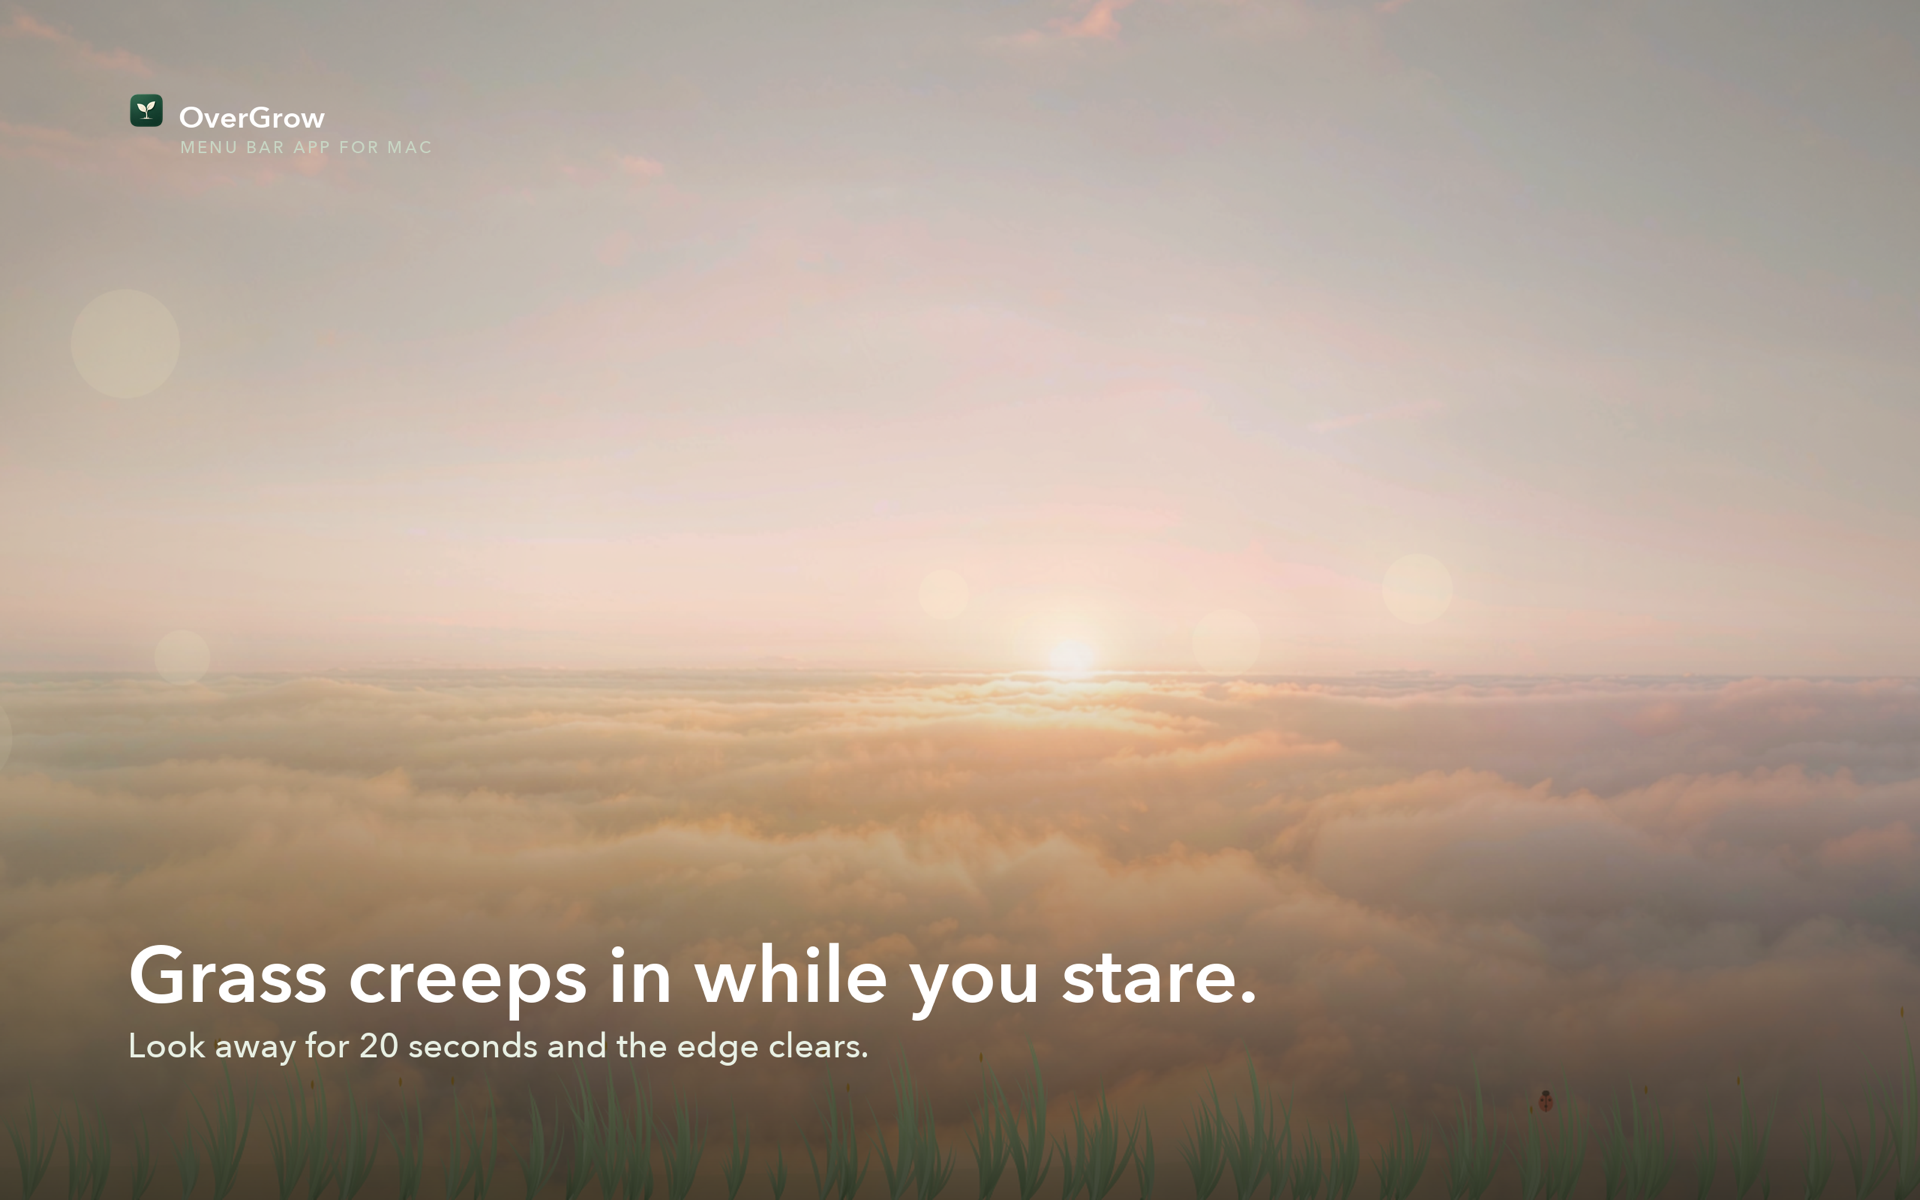 OverGrow
MENU BAR APP FOR MAC
Grass creeps in while you stare.
Look away for 20 seconds and the edge clears.